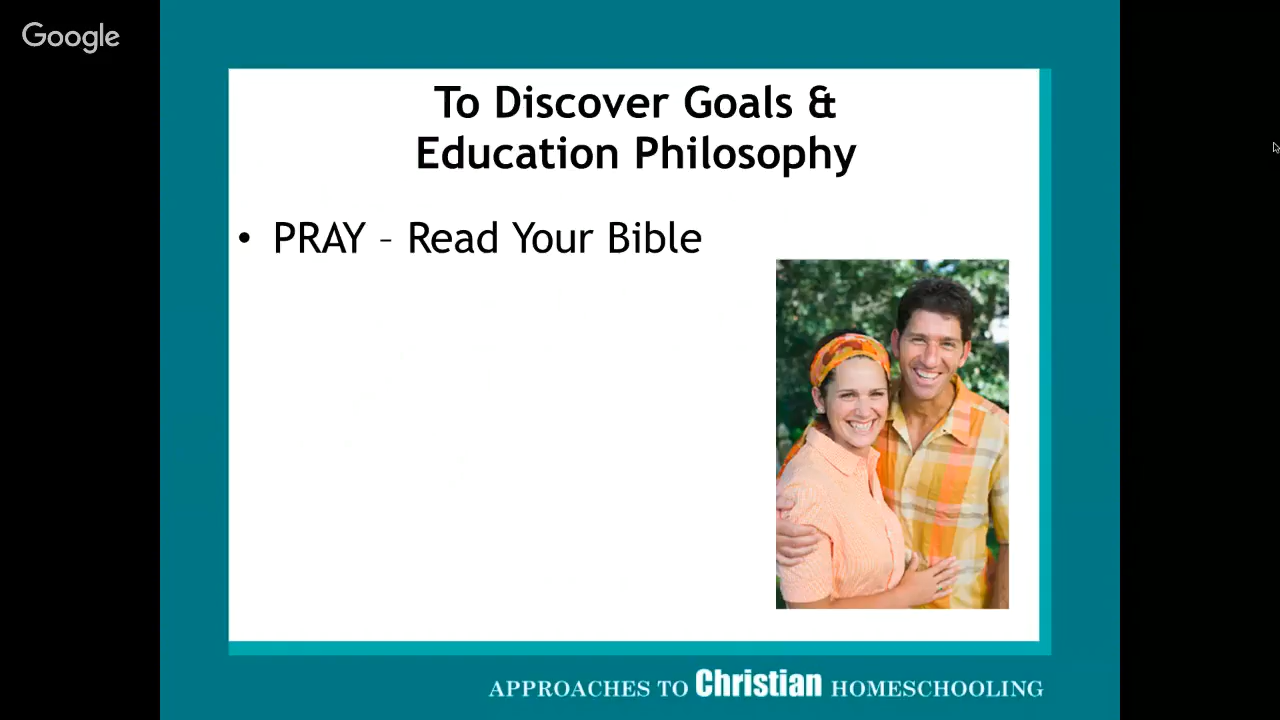 Google
To Discover Goals &
Education Philosophy
• PRAY – Read Your Bible
APPROACHES TO Christian HOMESCHOOLING